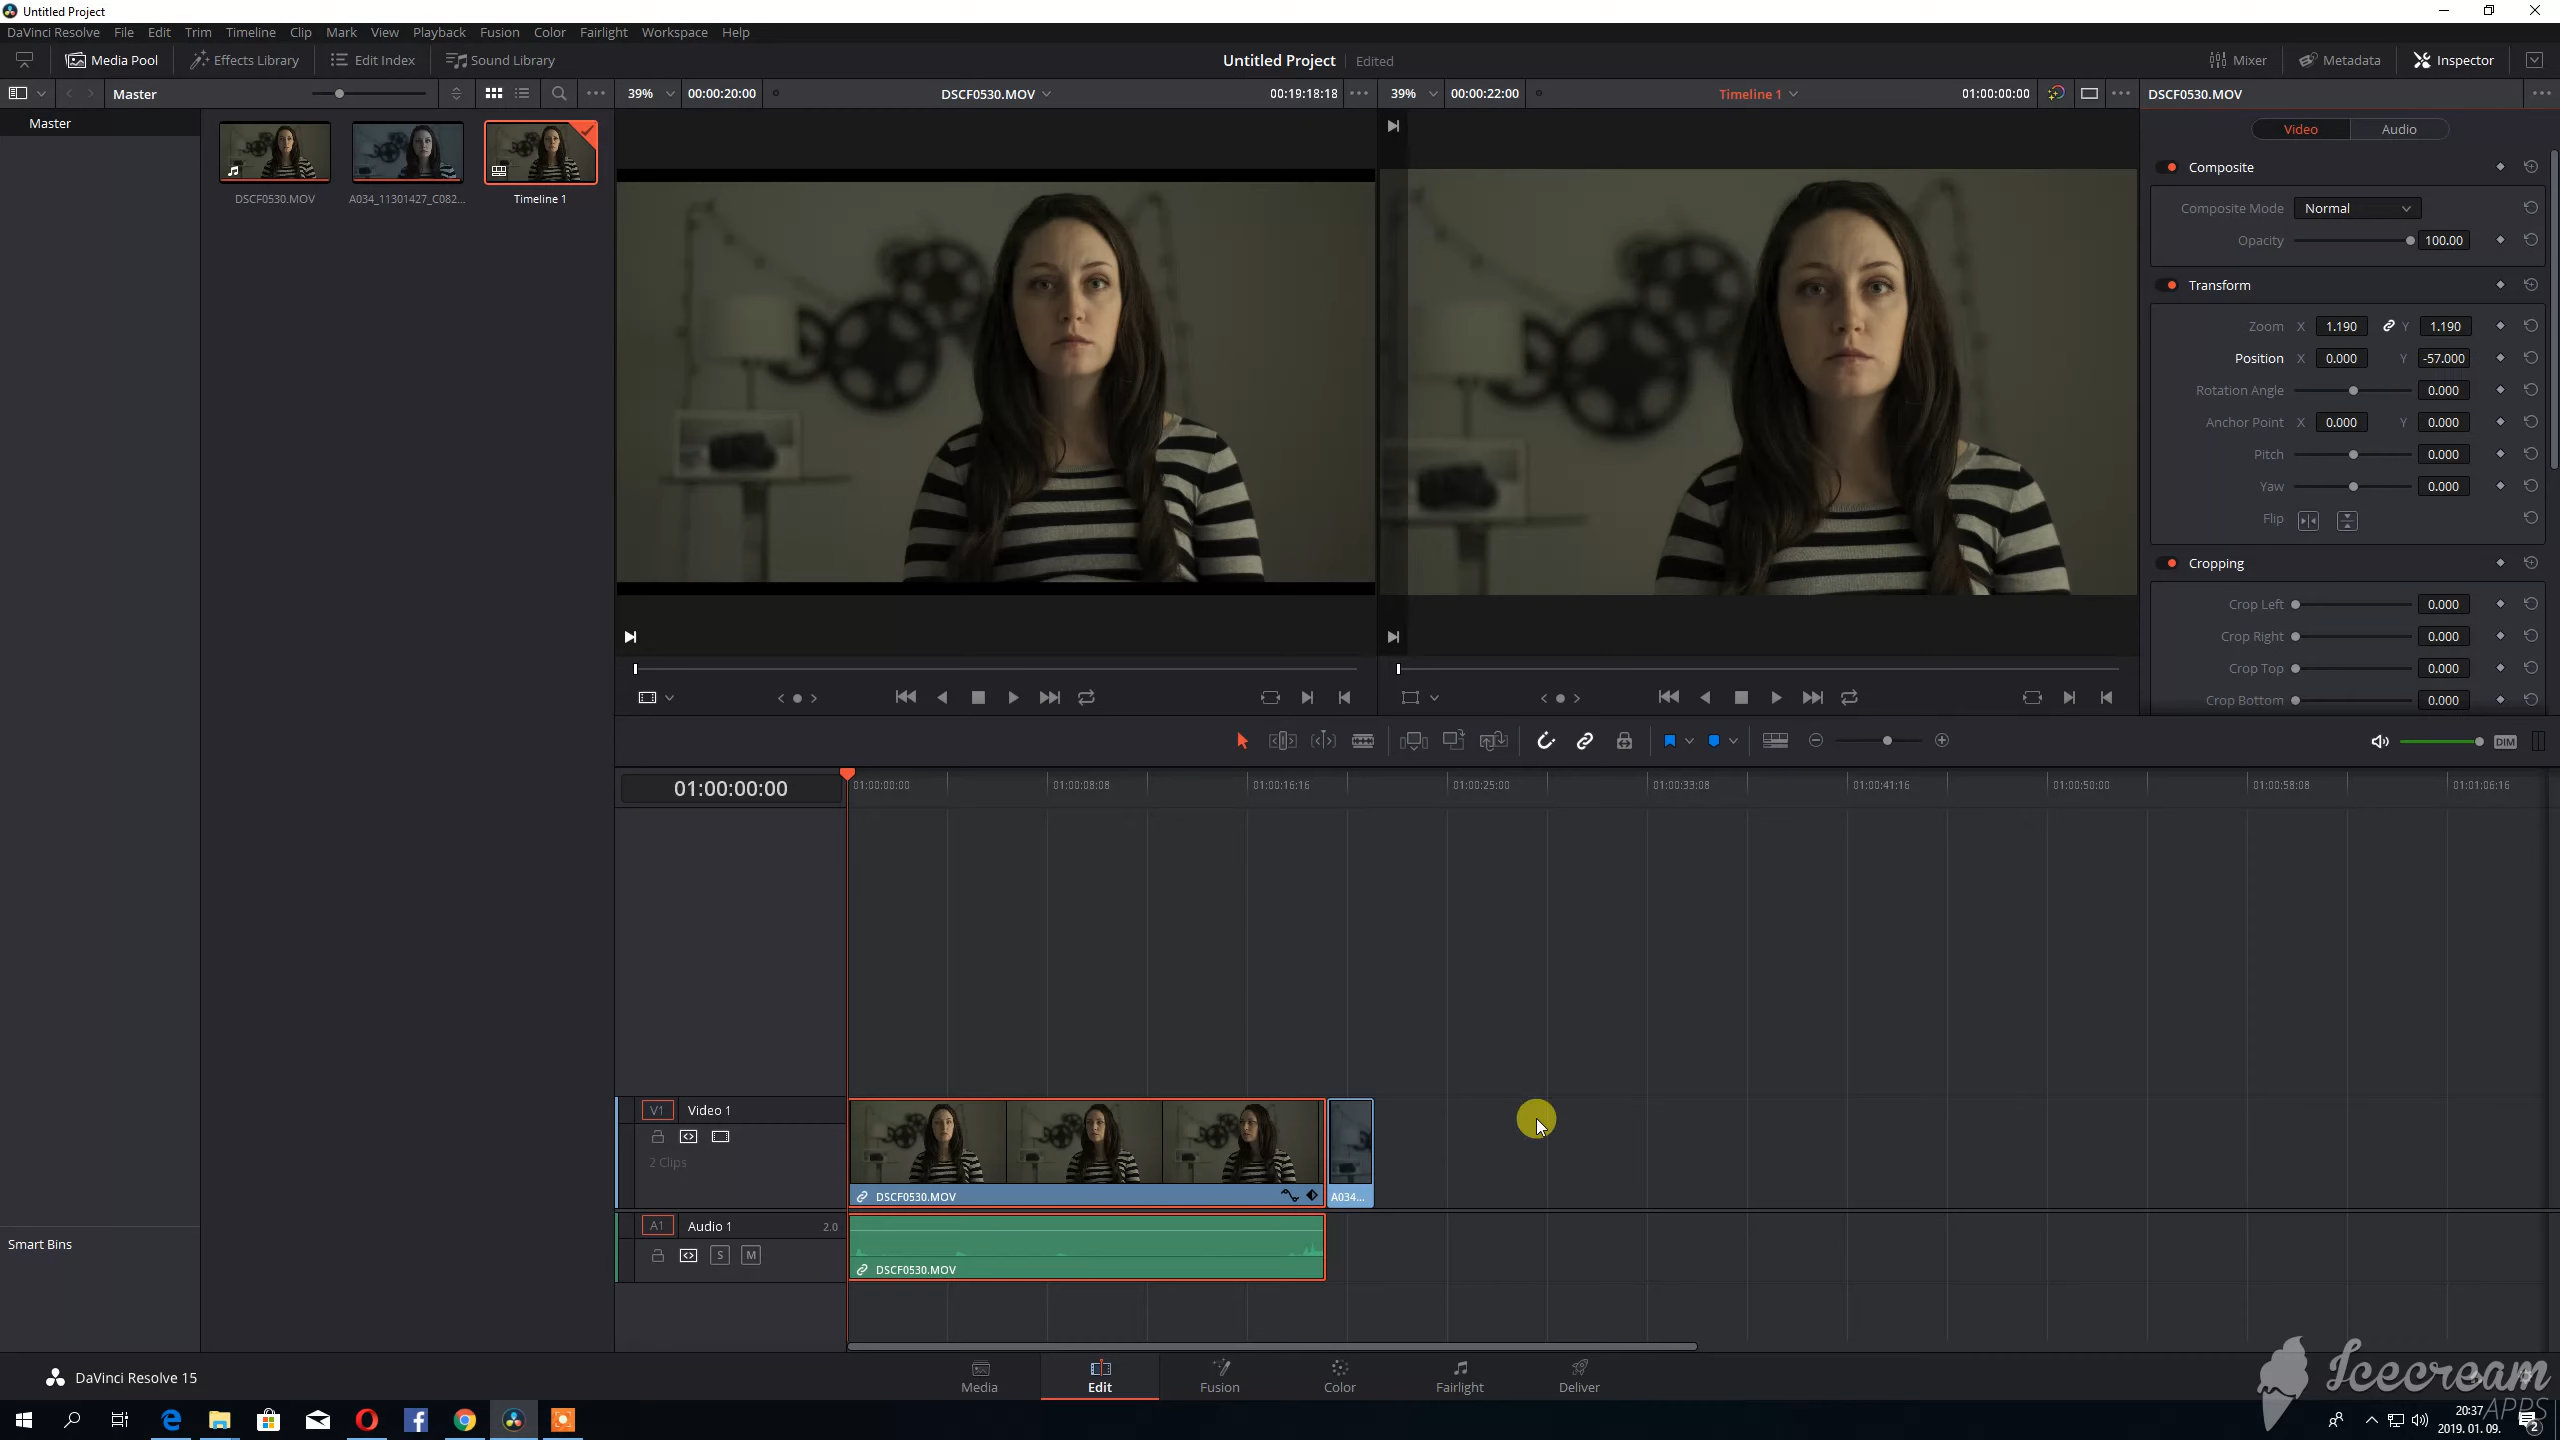 Untitled Project
DaVinci Resolve File Edit Trim Timeline Clip Mark View Playback Fusion Color Fairlight Workspace Help
Media Pool Effects Library Edit Index Sound Library Untitled Project Edited Mixer Metadata Inspector
Master 39% 00:00:20:00 DSCF0530.MOV 00:19:18:18 39% 00:00:22:00 Timeline 1 01:00:00:00 DSCF0530.MOV
Master
Video Audio
Composite
DSCF0530.MOV A034_11301427_C082... Timeline 1
Composite Mode Normal
Opacity 100.00
Transform
Zoom X 1.190 Y 1.190
Position X 0.000 Y -57.000
Rotation Angle 0.000
Anchor Point X 0.000 Y 0.000
Pitch 0.000
Yaw 0.000
Flip
Cropping
Crop Left 0.000
Crop Right 0.000
Crop Top 0.000
Crop Bottom 0.000
DIM
01:00:00:00 01:00:00:00 01:00:08:08 01:00:16:16 01:00:25:00 01:00:33:08 01:00:41:16 01:00:50:00 01:00:58:08 01:01:06:16
V1 Video 1
2 Clips
DSCF0530.MOV A034...
A1 Audio 1 2.0
S M
DSCF0530.MOV
Smart Bins
DaVinci Resolve 15
Media Edit Fusion Color Fairlight Deliver
Icecream
APPS
20:37
2019. 01. 09.
2